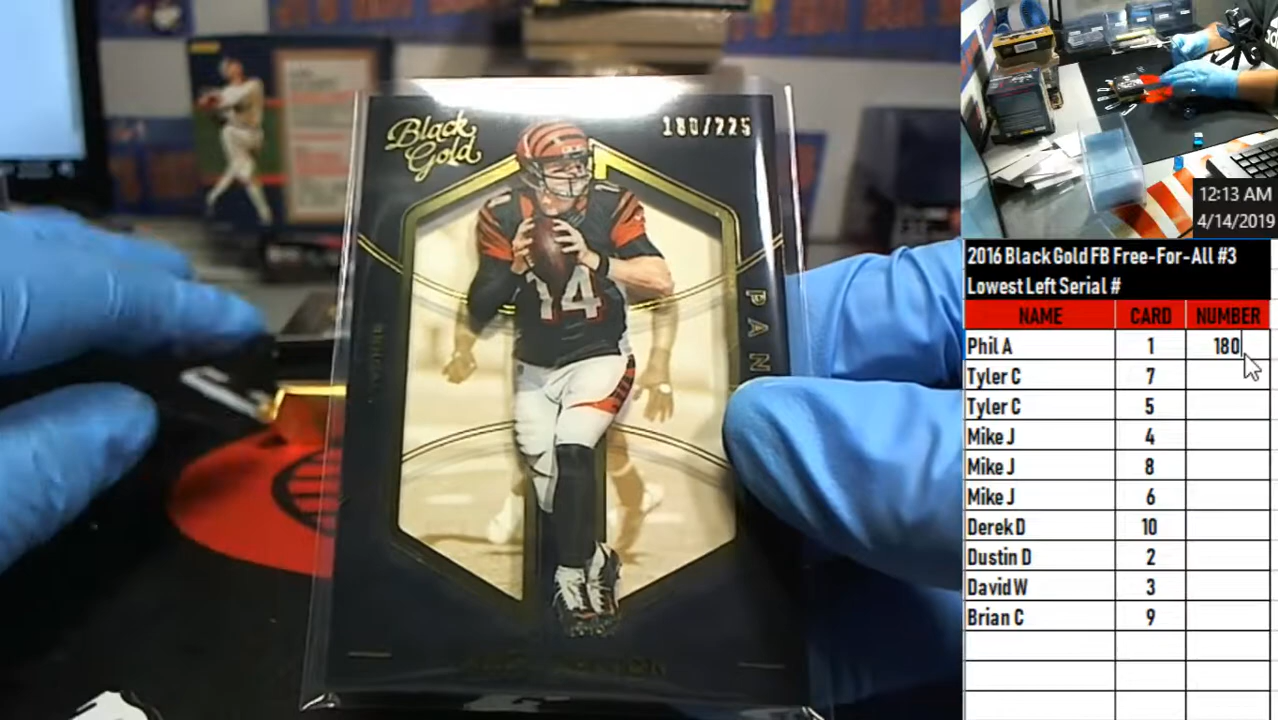 Black
Gold
180/225
14
PAN
12:13 AM
4/14/2019
2016 Black Gold FB Free-For-All #3
Lowest Left Serial #
NAME CARD NUMBER
Phil A 1 180
Tyler C 7
Tyler C 5
Mike J 4
Mike J 8
Mike J 6
Derek D 10
Dustin D 2
David W 3
Brian C 9